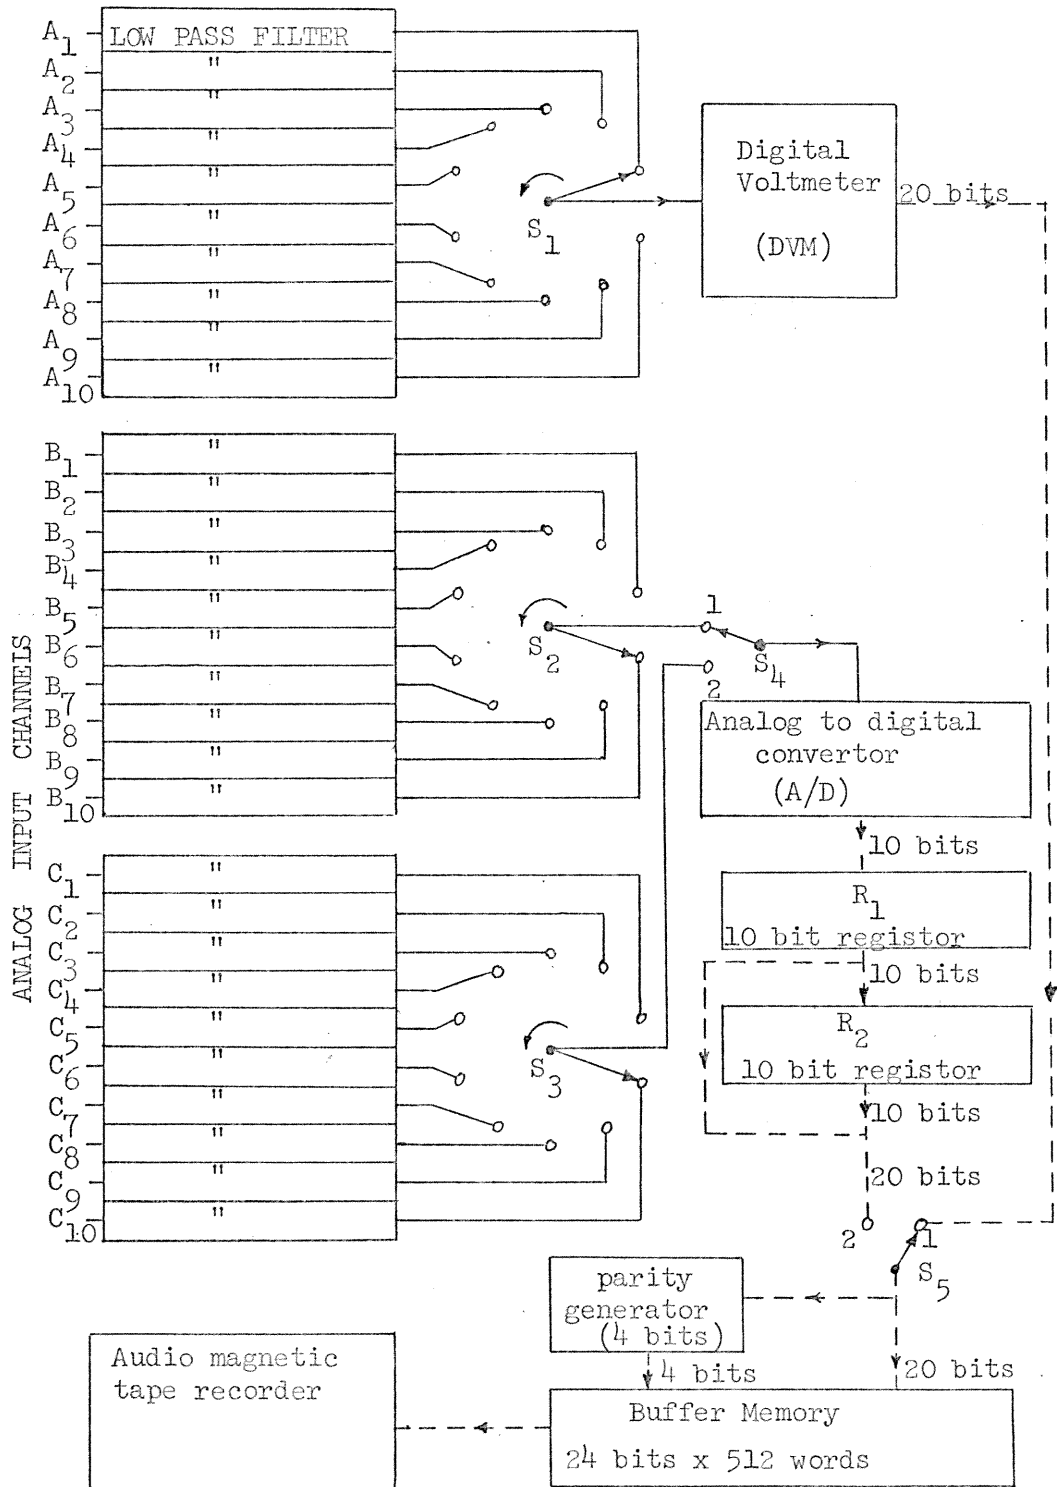 A1 LOW PASS FILTER
A2 "
A3 "
A4 "
A5 "
A6 "
A7 "
A8 "
A9 "
A10 "
S1
Digital
Voltmeter
(DVM)
20 bits
ANALOG INPUT CHANNELS
B1 "
B2 "
B3 "
B4 "
B5 "
B6 "
B7 "
B8 "
B9 "
B10 "
S2
1
2
S4
Analog to digital
convertor
(A/D)
10 bits
R1
10 bit registor
10 bits
R2
10 bit registor
10 bits
20 bits
C1 "
C2 "
C3 "
C4 "
C5 "
C6 "
C7 "
C8 "
C9 "
C10 "
S3
2
1
S5
parity
generator
(4 bits)
4 bits
20 bits
Audio magnetic
tape recorder
Buffer Memory
24 bits x 512 words